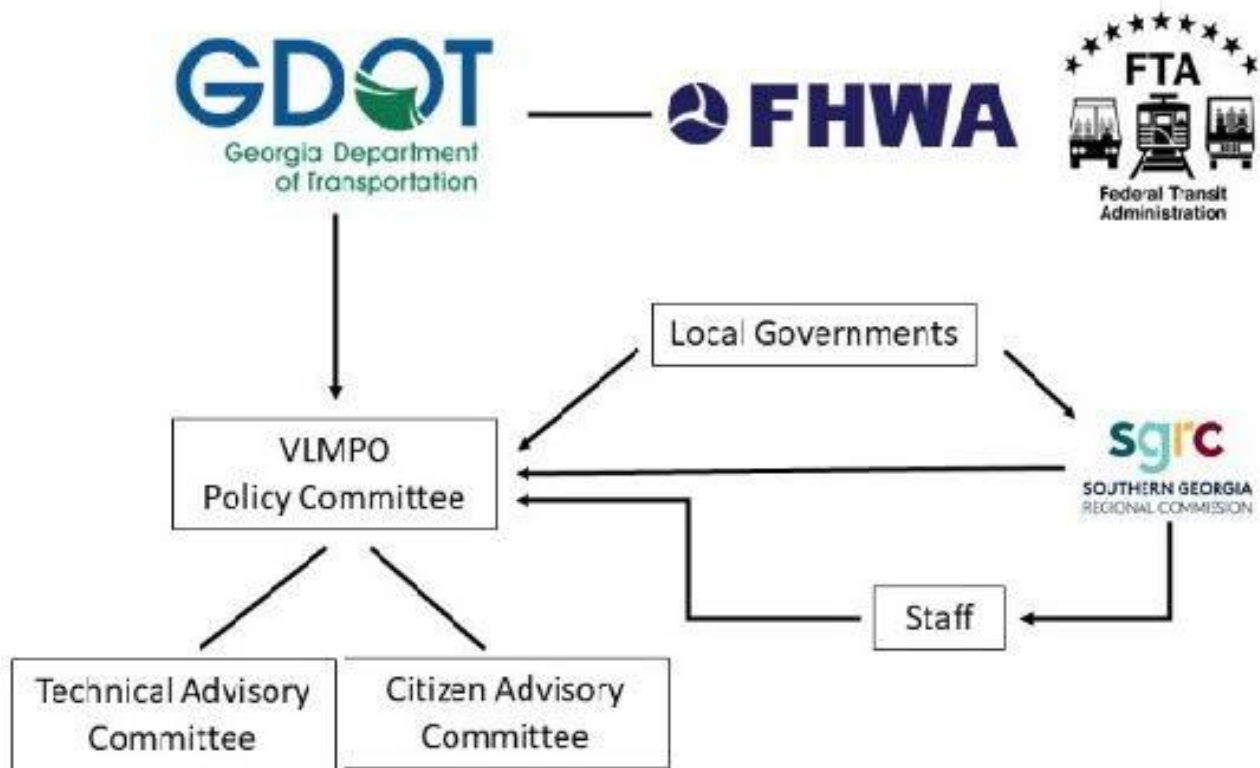 GDOT
Georgia Department
of Transportation
FHWA
FTA
Federal Transit
Administration
Local Governments
VLMPO
Policy Committee
sgrc
SOUTHERN GEORGIA
REGIONAL COMMISSION
Staff
Technical Advisory
Committee
Citizen Advisory
Committee